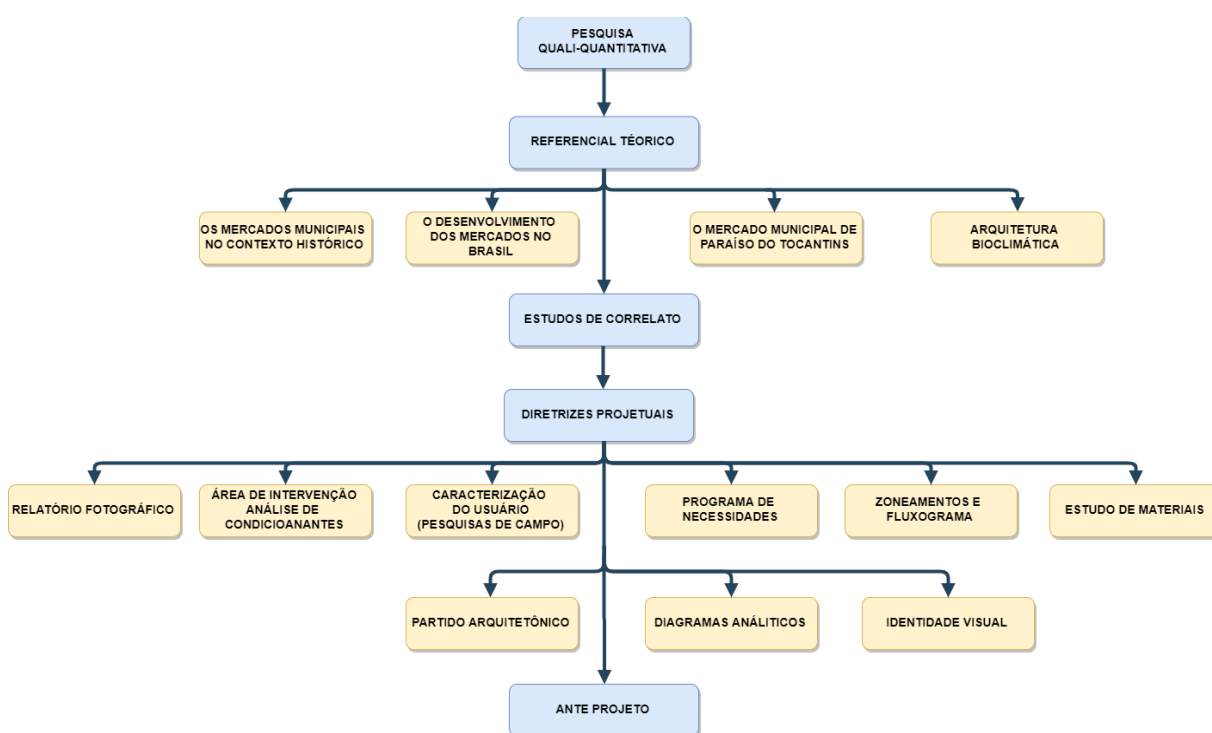 PESQUISA
QUALI-QUANTITATIVA
REFERENCIAL TÉORICO
OS MERCADOS MUNICIPAIS
NO CONTEXTO HISTÓRICO
O DESENVOLVIMENTO
DOS MERCADOS NO
BRASIL
O MERCADO MUNICIPAL DE
PARAÍSO DO TOCANTINS
ARQUITETURA
BIOCLIMÁTICA
ESTUDOS DE CORRELATO
DIRETRIZES PROJETUAIS
RELATÓRIO FOTOGRÁFICO
ÁREA DE INTERVENÇÃO
ANÁLISE DE
CONDICIOANANTES
CARACTERIZAÇÃO
DO USUÁRIO
(PESQUISAS DE CAMPO)
PROGRAMA DE
NECESSIDADES
ZONEAMENTOS E
FLUXOGRAMA
ESTUDO DE MATERIAIS
PARTIDO ARQUITETÔNICO
DIAGRAMAS ANÁLITICOS
IDENTIDADE VISUAL
ANTE PROJETO